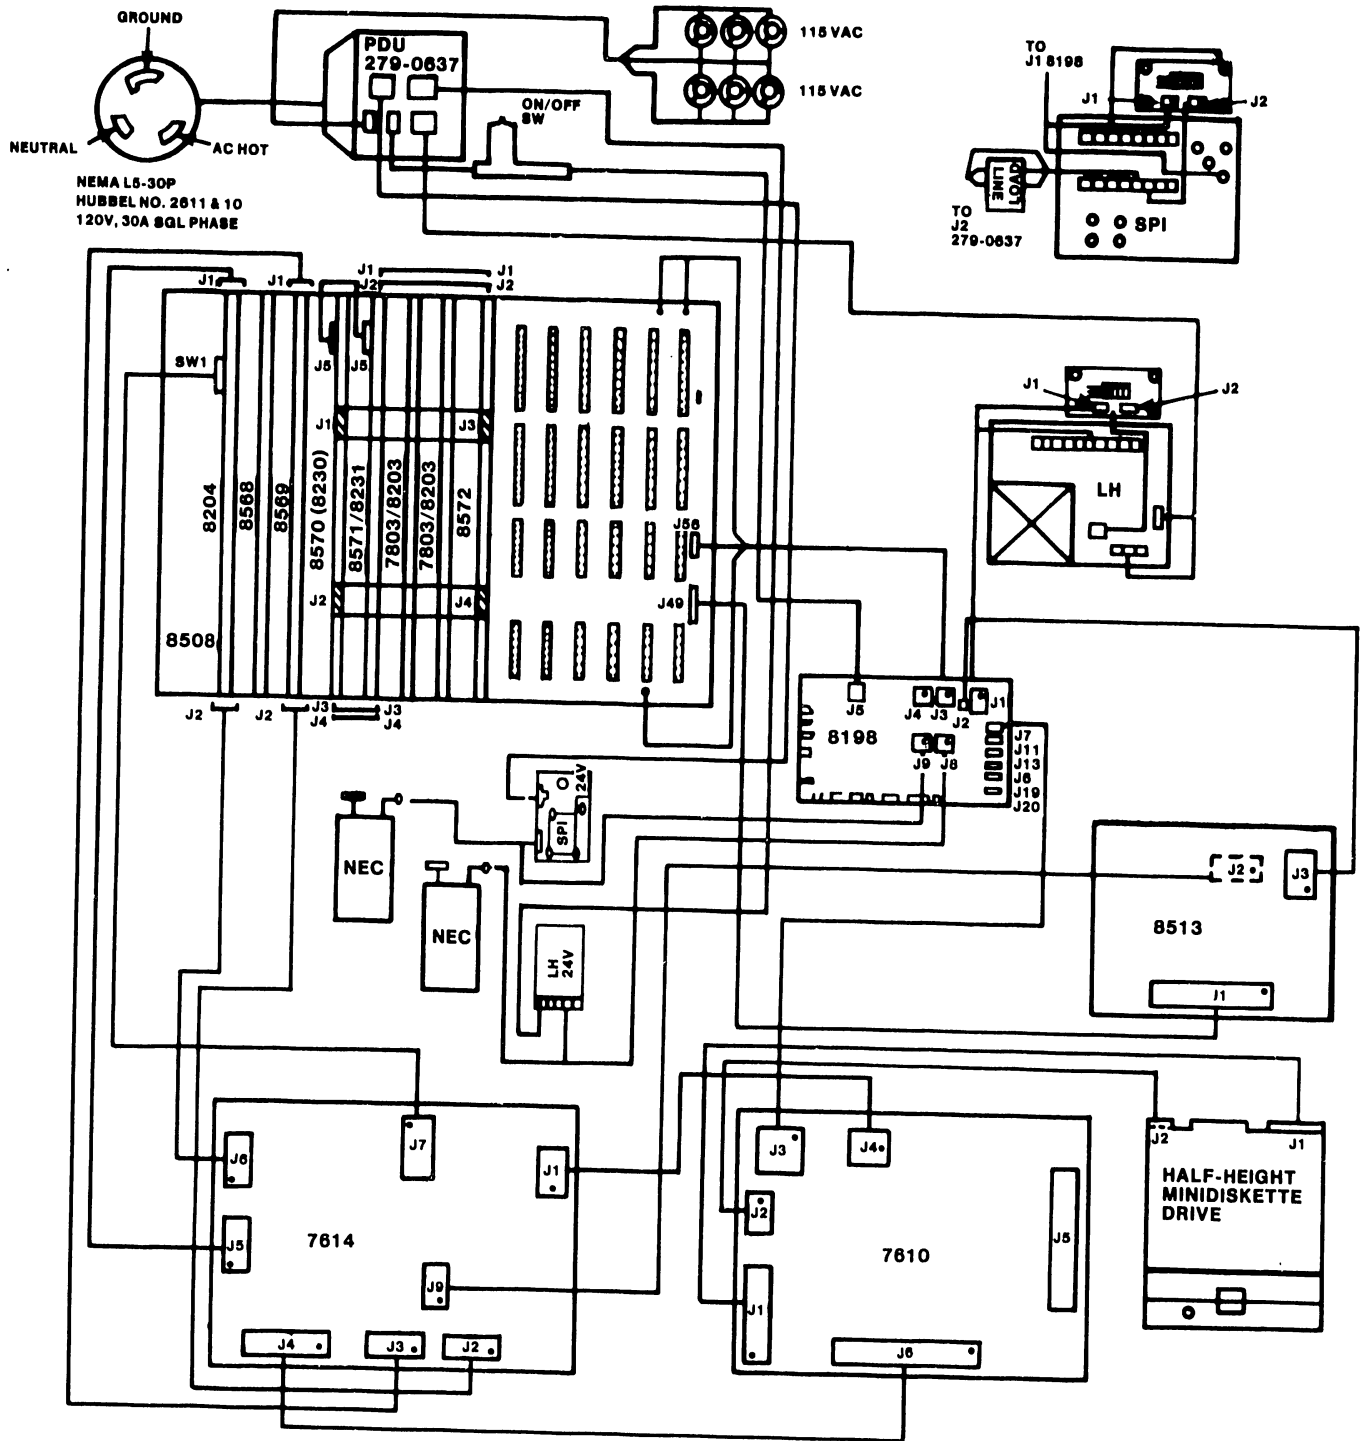 GROUND
NEUTRAL
AC HOT
NEMA L5-30P
HUBBEL NO. 2611 & 10
120V, 30A SGL PHASE
PDU
279-0637
ON/OFF
SW
115 VAC
115 VAC
TO
J1 8198
J1
J2
LINE
LOAD
TO
J2
279-0637
SPI
J1
J1
J1
J2
J1
J2
SW1
J5
J5
J1
J3
8204
8568
8569
8570 (8230)
8571/8231
7803/8203
7803/8203
8572
J2
J4
8508
J56
J49
J2
J2
J3
J4
J3
J4
J1
J2
LH
J5
J4
J3
J2
J1
8198
J9
J8
J7
J11
J13
J6
J19
J20
24V
SPI
NEC
NEC
LH
24V
J2
J3
8513
J1
J6
J7
J1
J5
7614
J9
J4
J3
J2
J3
J4
J2
J5
7610
J1
J6
J2
J1
HALF-HEIGHT
MINIDISKETTE
DRIVE